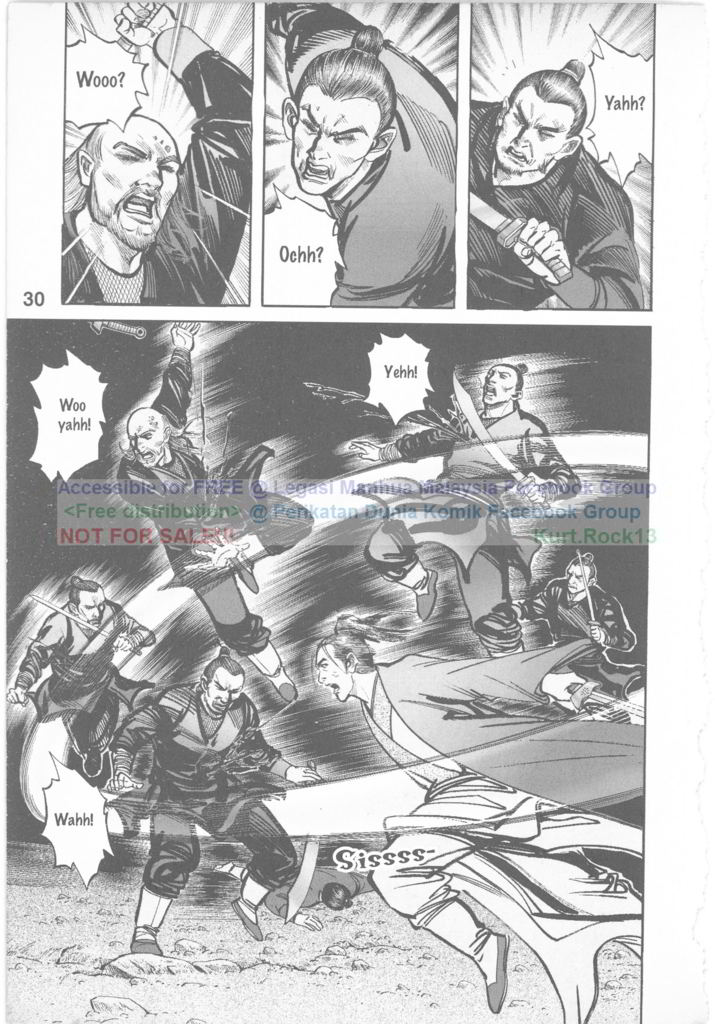 Wooo?
Ochh?
Yahh?
30
Woo
yahh!
Yehh!
Accessible for FREE @ Legasi Manhua Malaysia Facebook Group
<Free distribution> @ Penkatan Dunia Komik Facebook Group
NOT FOR SALE!! Kurt.Rock13
Wahh!
Sissss-